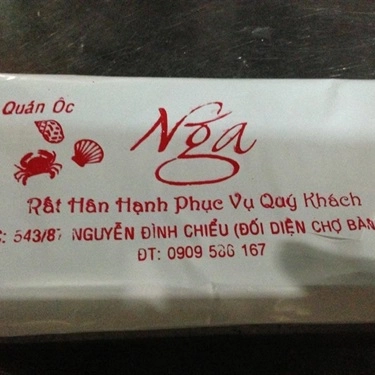 Quán Ốc
Nga
Rất Hân Hạnh Phục Vụ Quý Khách
C: 543/87 NGUYỄN ĐÌNH CHIỂU (ĐỐI DIỆN CHỢ BÀN
ĐT: 0909 536 167